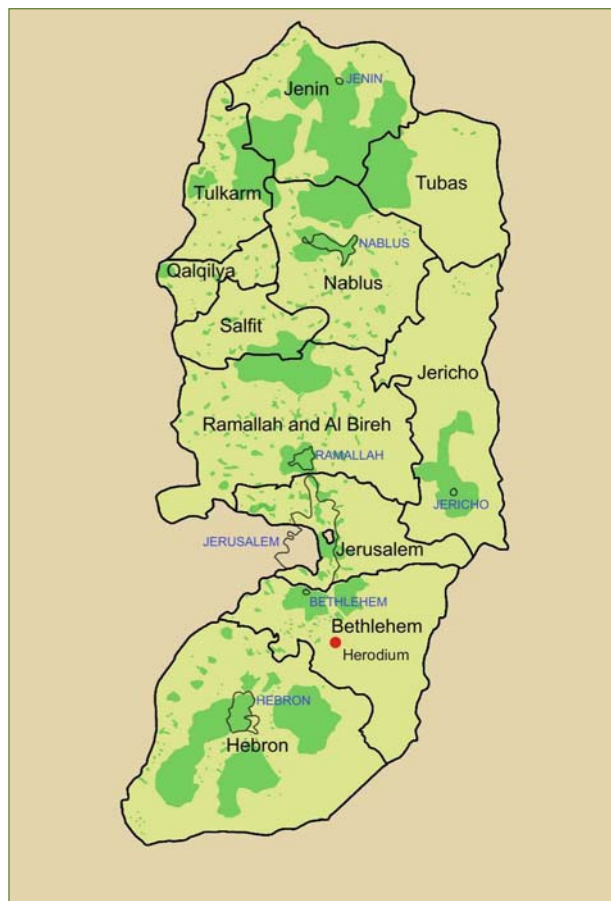 Jenin
JENIN
Tubas
Tulkarm
NABLUS
Qalqilya
Nablus
Salfit
Jericho
Ramallah and Al Bireh
RAMALLAH
JERICHO
JERUSALEM
Jerusalem
BETHLEHEM
Bethlehem
Herodium
HEBRON
Hebron